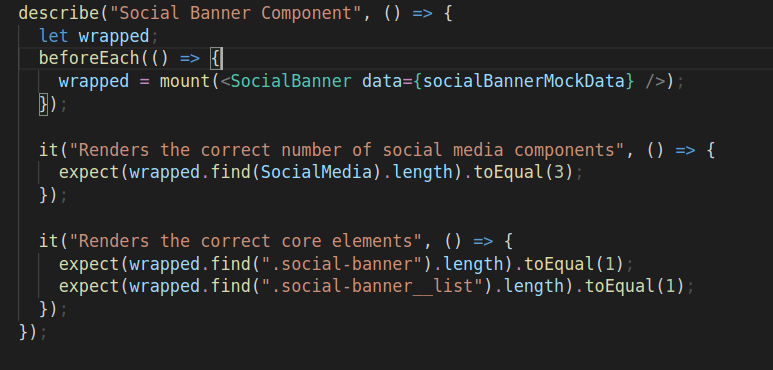 describe("Social Banner Component", () => {
  let wrapped;
  beforeEach(() => {
    wrapped = mount(<SocialBanner data={socialBannerMockData} />);
  });

  it("Renders the correct number of social media components", () => {
    expect(wrapped.find(SocialMedia).length).toEqual(3);
  });

  it("Renders the correct core elements", () => {
    expect(wrapped.find(".social-banner").length).toEqual(1);
    expect(wrapped.find(".social-banner__list").length).toEqual(1);
  });
});